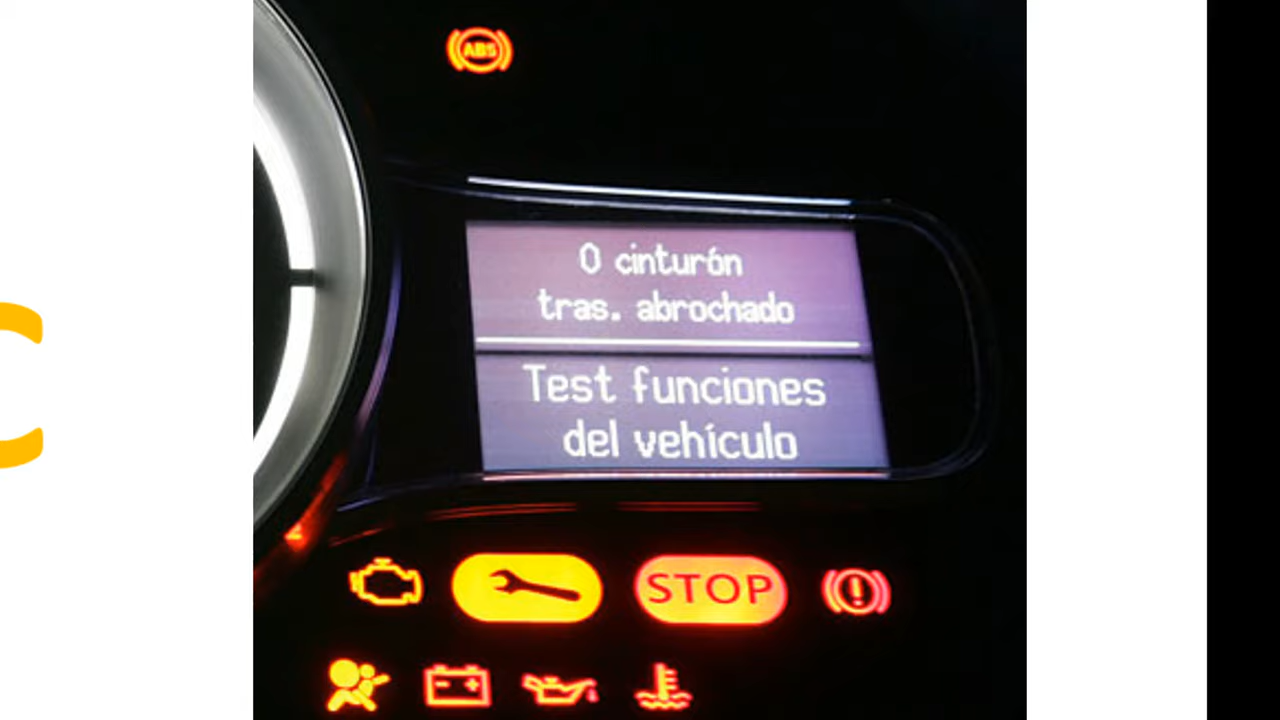 ABS
0 cinturón
tras. abrochado
Test funciones
del vehículo
STOP